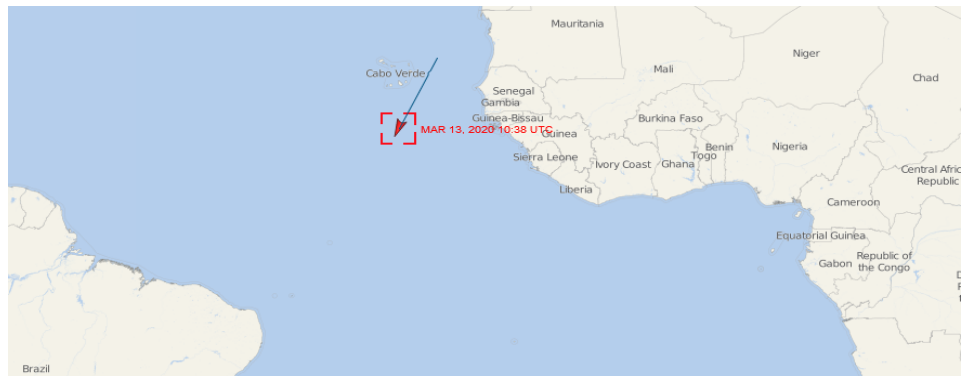 Mauritania
Niger
Mali
Cabo Verde
Chad
Senegal
Gambia
Guinea-Bissau
Burkina Faso
MAR 13, 2020 10:38 UTC
Guinea
Nigeria
Benin
Togo
Sierra Leone
Ivory Coast
Ghana
Central Afric
Republic
Liberia
Cameroon
Equatorial Guinea
Gabon
Republic of
the Congo
D
Brazil